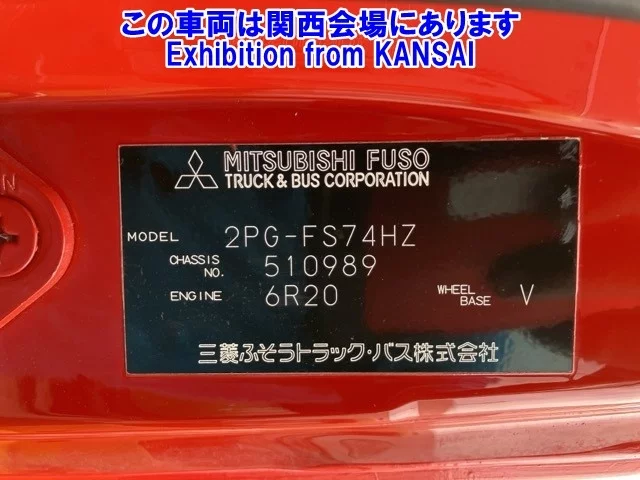 この車両は関西会場にあります
Exhibition from KANSAI
N
MITSUBISHI FUSO
TRUCK & BUS CORPORATION
MODEL 2PG-FS74HZ
CHASSIS NO. 510989
ENGINE 6R20 WHEEL BASE V
三菱ふそうトラック・バス株式会社